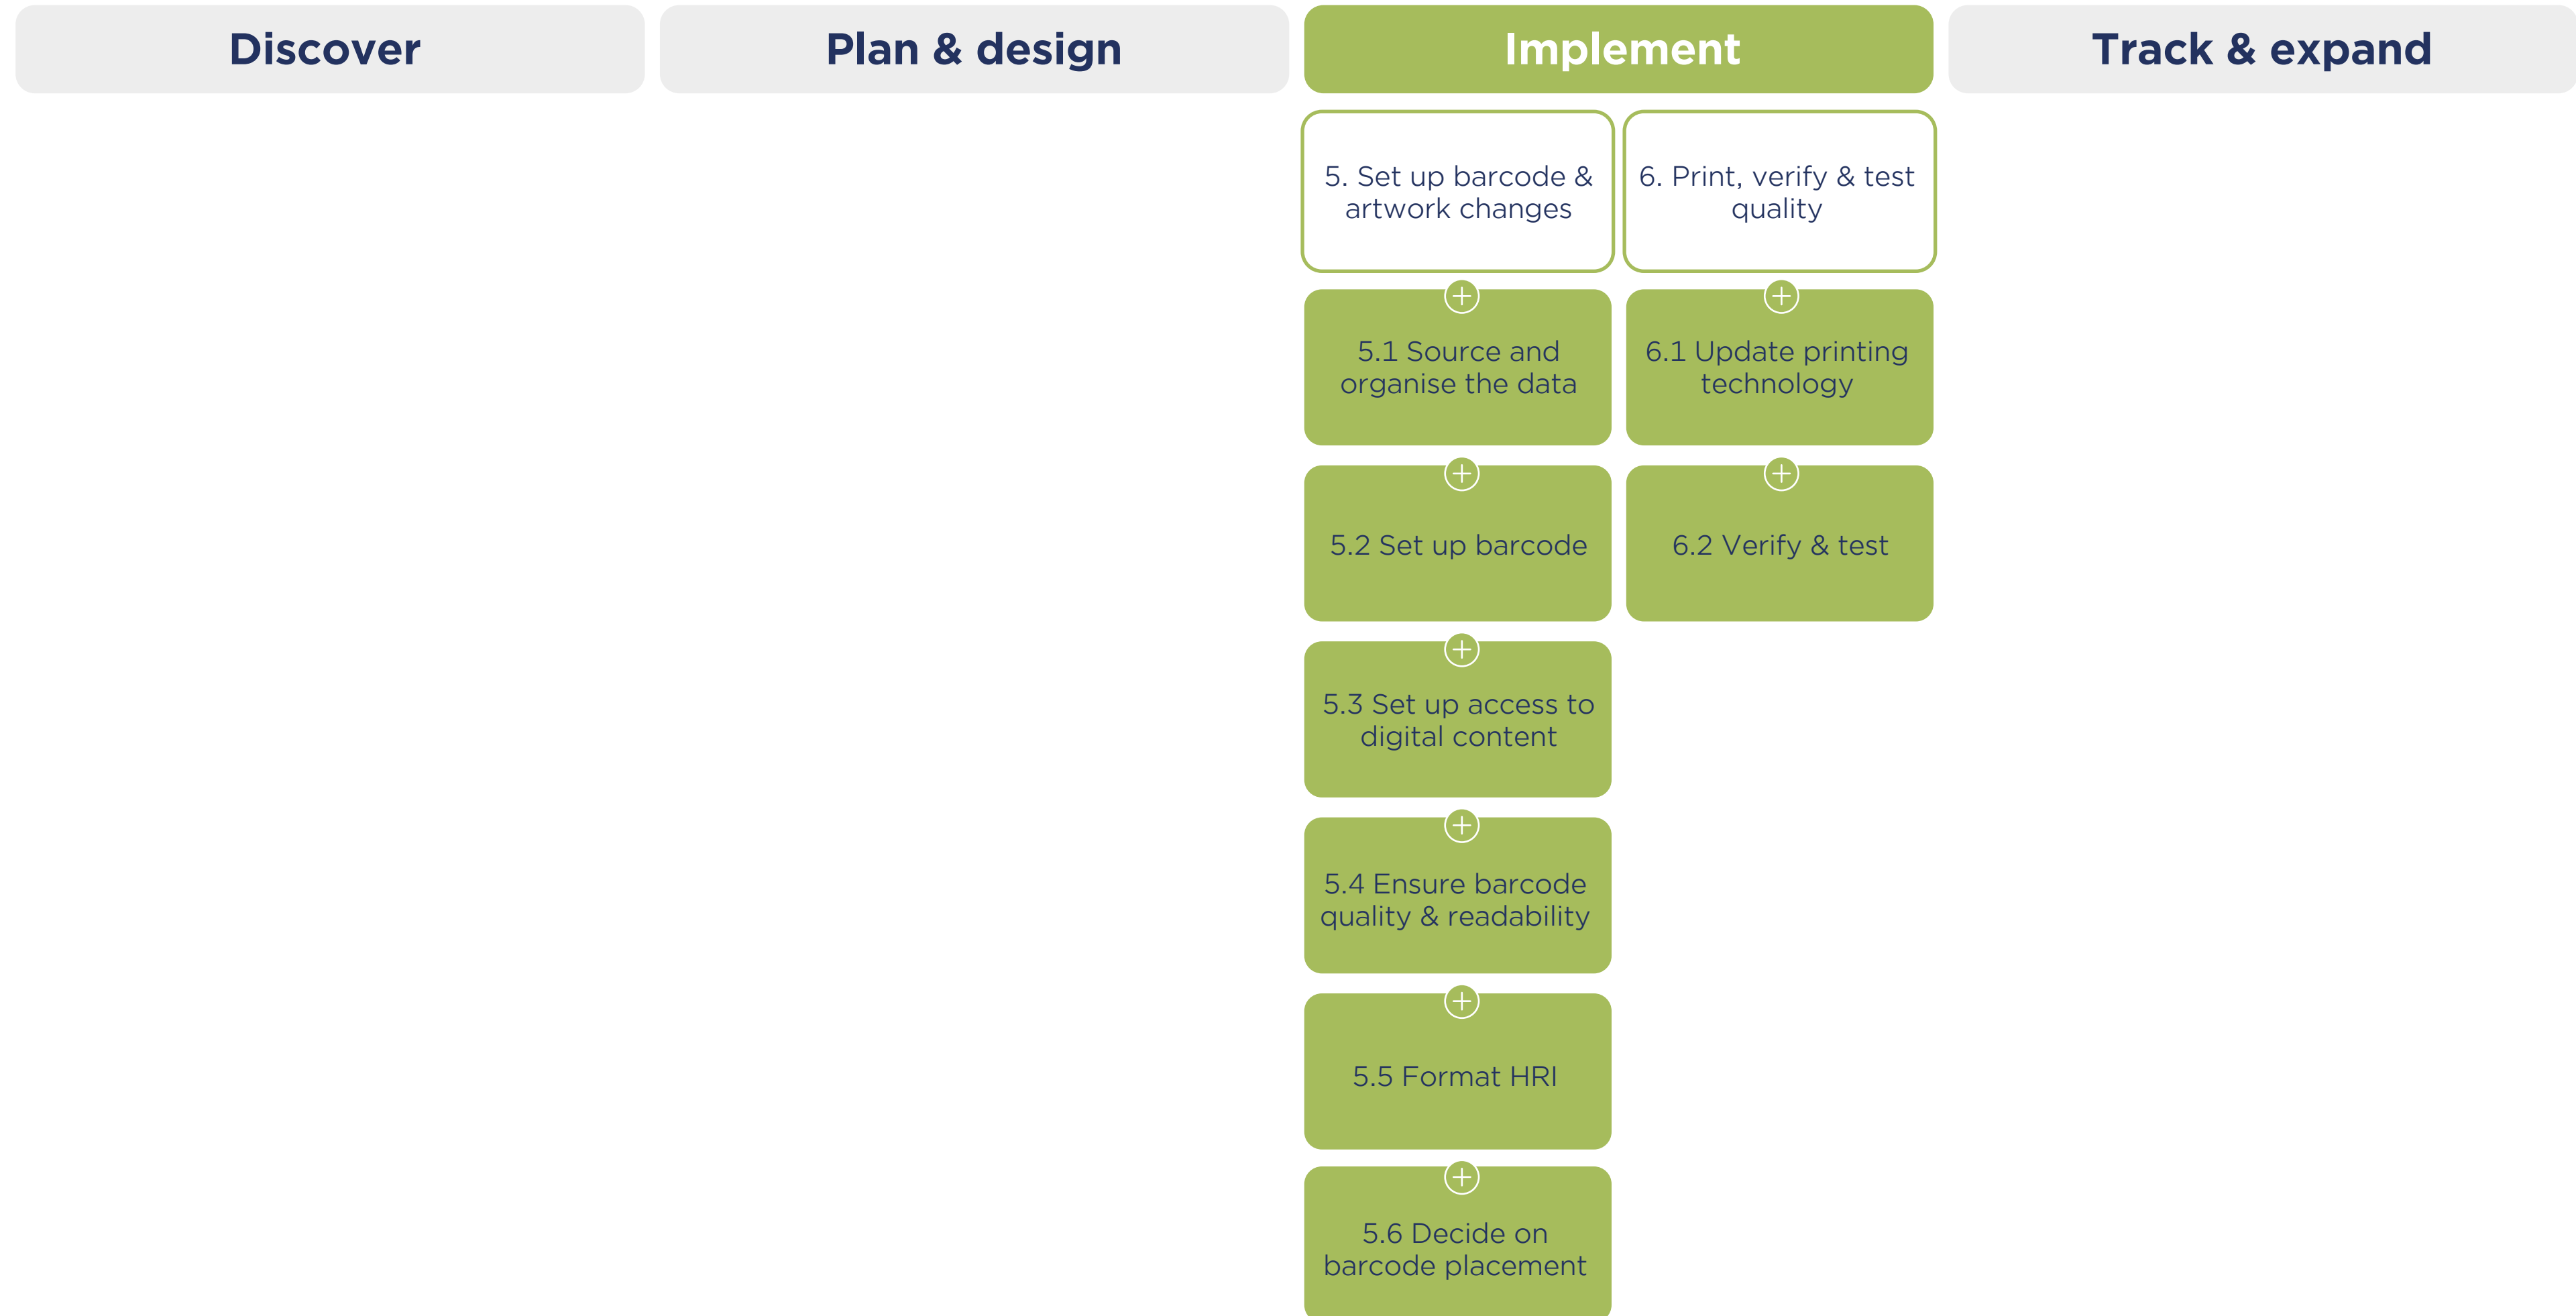 Discover
Plan & design
Implement
Track & expand
5. Set up barcode &
artwork changes
6. Print, verify & test
quality
5.1 Source and
organise the data
6.1 Update printing
technology
5.2 Set up barcode
6.2 Verify & test
5.3 Set up access to
digital content
5.4 Ensure barcode
quality & readability
5.5 Format HRI
5.6 Decide on
barcode placement